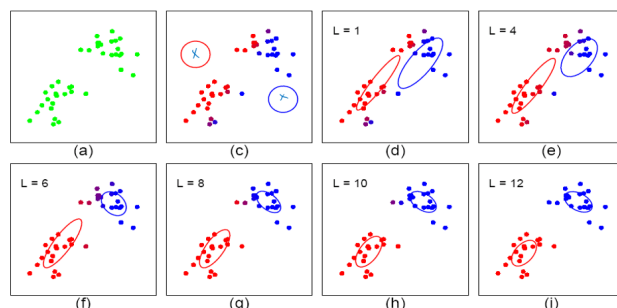 L = 1
L = 4
(a)
(c)
(d)
(e)
L = 6
L = 8
L = 10
L = 12
(f)
(g)
(h)
(i)